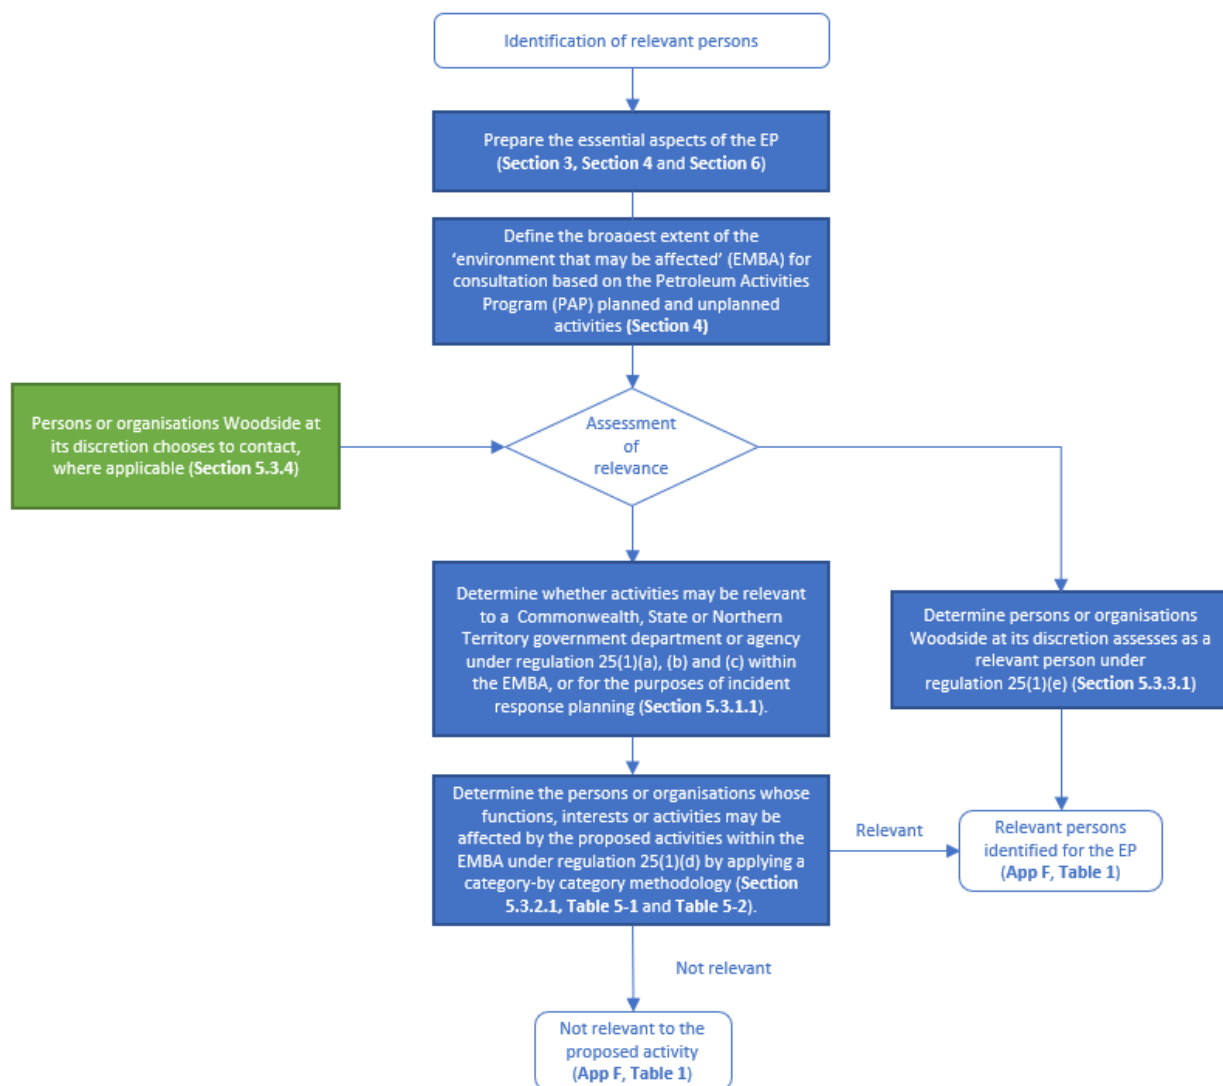 Identification of relevant persons
Prepare the essential aspects of the EP
(Section 3, Section 4 and Section 6)
Define the broadest extent of the
‘environment that may be affected’ (EMBA) for
consultation based on the Petroleum Activities
Program (PAP) planned and unplanned
activities (Section 4)
Persons or organisations Woodside at
its discretion chooses to contact,
where applicable (Section 5.3.4)
Assessment
of
relevance
Determine whether activities may be relevant
to a Commonwealth, State or Northern
Territory government department or agency
under regulation 25(1)(a), (b) and (c) within
the EMBA, or for the purposes of incident
response planning (Section 5.3.1.1).
Determine persons or organisations
Woodside at its discretion assesses as a
relevant person under
regulation 25(1)(e) (Section 5.3.3.1)
Determine the persons or organisations whose
functions, interests or activities may be
affected by the proposed activities within the
EMBA under regulation 25(1)(d) by applying a
category-by category methodology (Section
5.3.2.1, Table 5-1 and Table 5-2).
Relevant
Relevant persons
identified for the EP
(App F, Table 1)
Not relevant
Not relevant to the
proposed activity
(App F, Table 1)